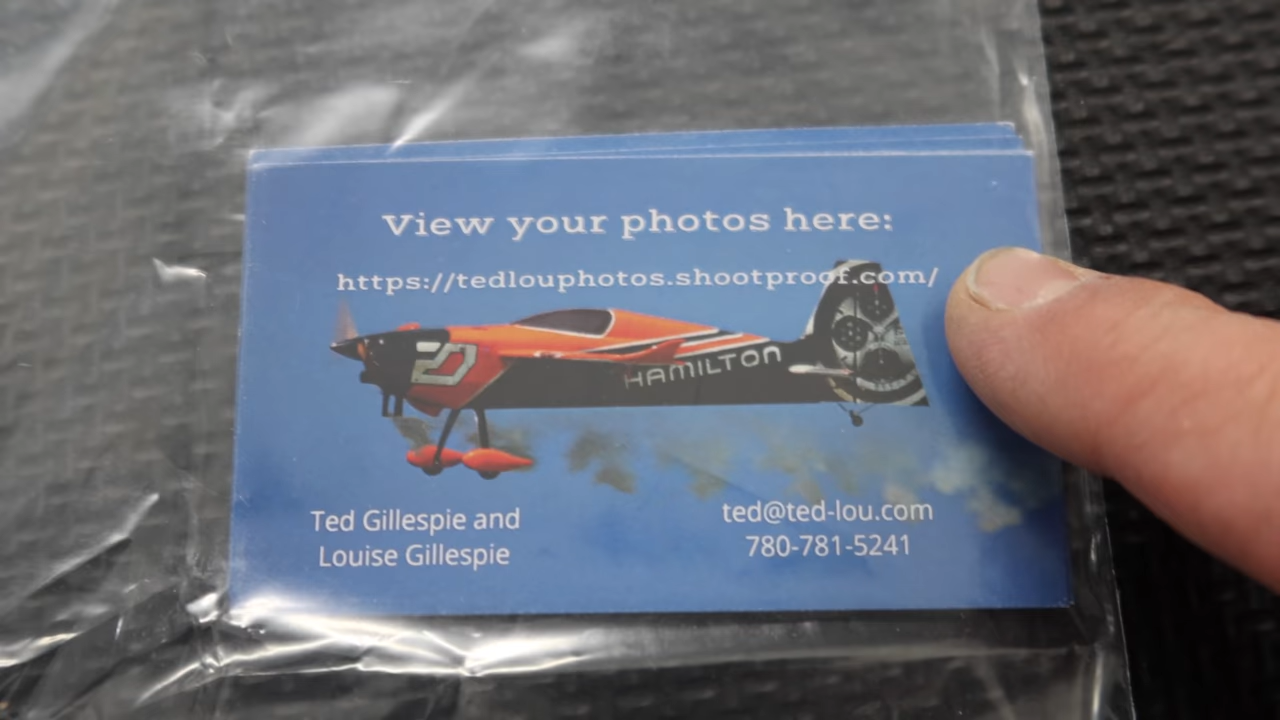 View your photos here:
https://tedlouphotos.shootproof.com/
20
HAMILTON
Ted Gillespie and
Louise Gillespie
ted@ted-lou.com
780-781-5241